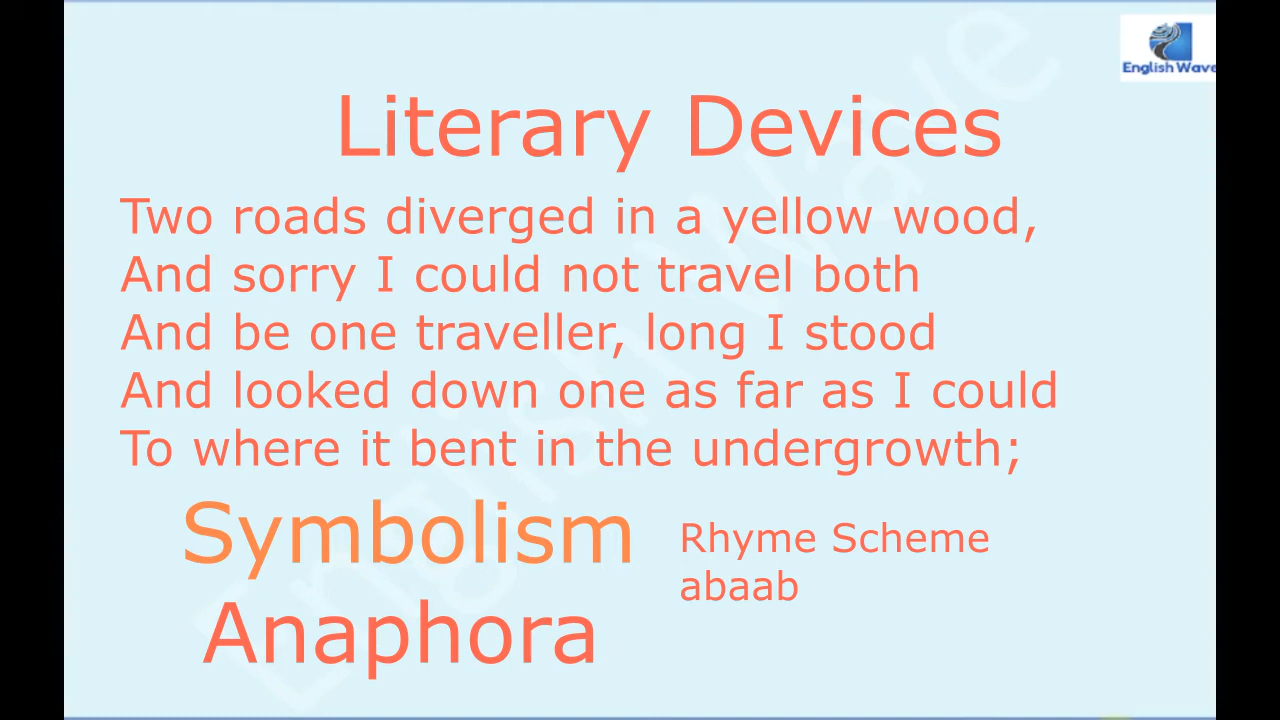 English Wave
Literary Devices
Two roads diverged in a yellow wood,
And sorry I could not travel both
And be one traveller, long I stood
And looked down one as far as I could
To where it bent in the undergrowth;
Symbolism
Rhyme Scheme
abaab
Anaphora
English Wave